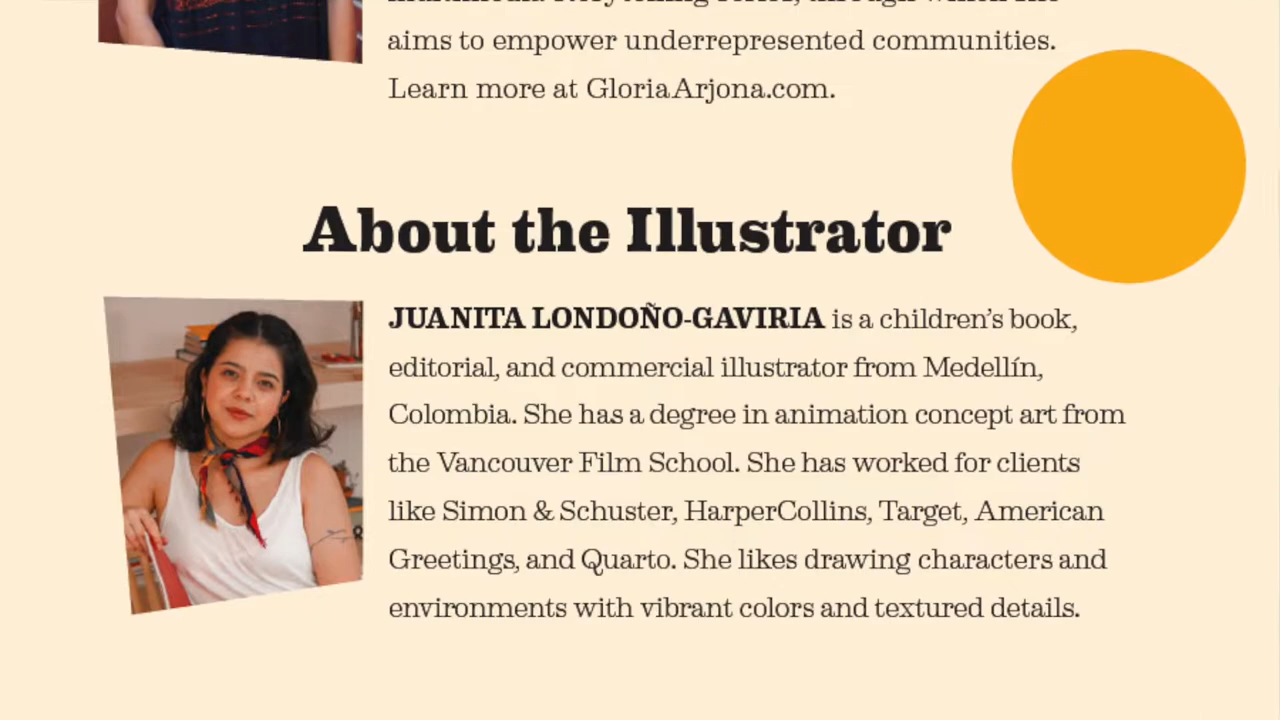 aims to empower underrepresented communities.
Learn more at GloriaArjona.com.
About the Illustrator
JUANITA LONDOÑO-GAVIRIA is a children's book,
editorial, and commercial illustrator from Medellín,
Colombia. She has a degree in animation concept art from
the Vancouver Film School. She has worked for clients
like Simon & Schuster, HarperCollins, Target, American
Greetings, and Quarto. She likes drawing characters and
environments with vibrant colors and textured details.